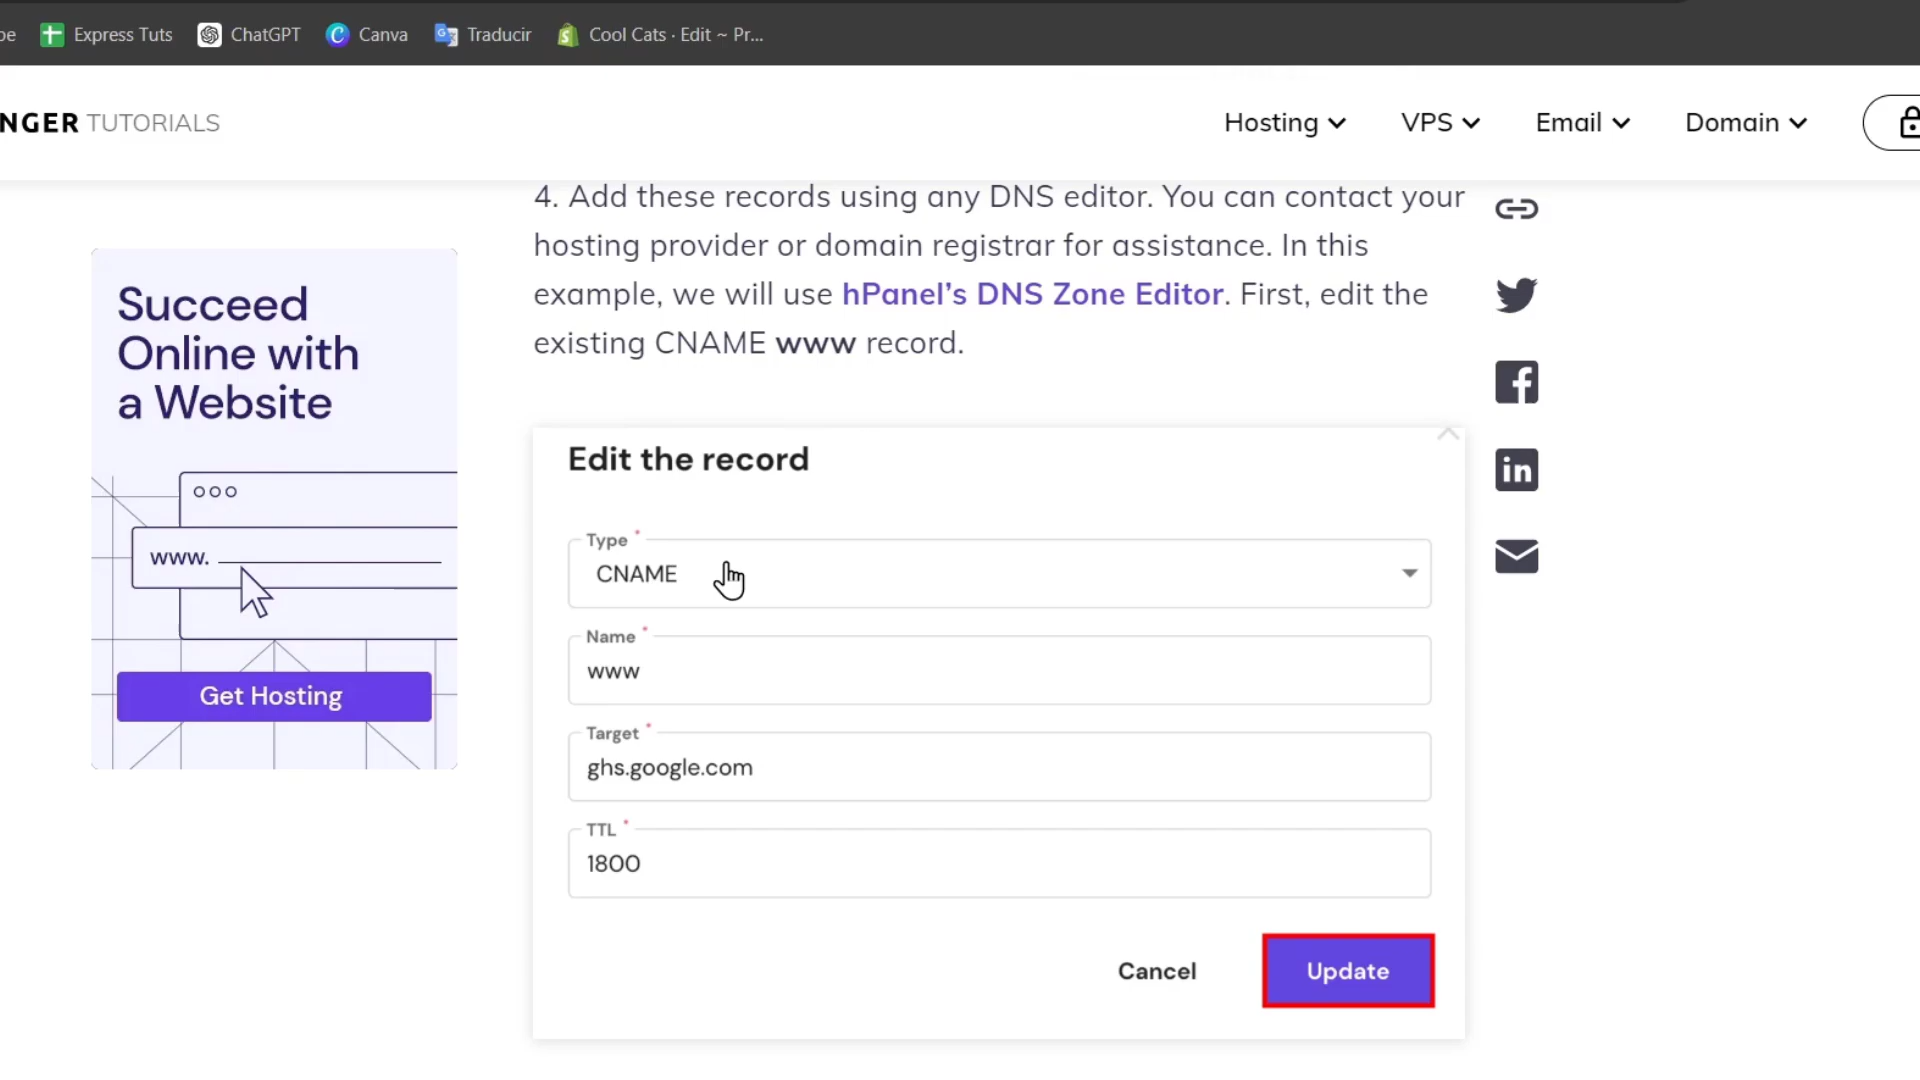 pe Express Tuts ChatGPT Canva Traducir Cool Cats · Edit ~ Pr...
NGER TUTORIALS
Hosting VPS Email Domain
4. Add these records using any DNS editor. You can contact your
hosting provider or domain registrar for assistance. In this
example, we will use hPanel’s DNS Zone Editor. First, edit the
existing CNAME www record.
Succeed
Online with
a Website
www.
Get Hosting
Edit the record
Type *
CNAME
Name *
www
Target *
ghs.google.com
TTL *
1800
Cancel Update